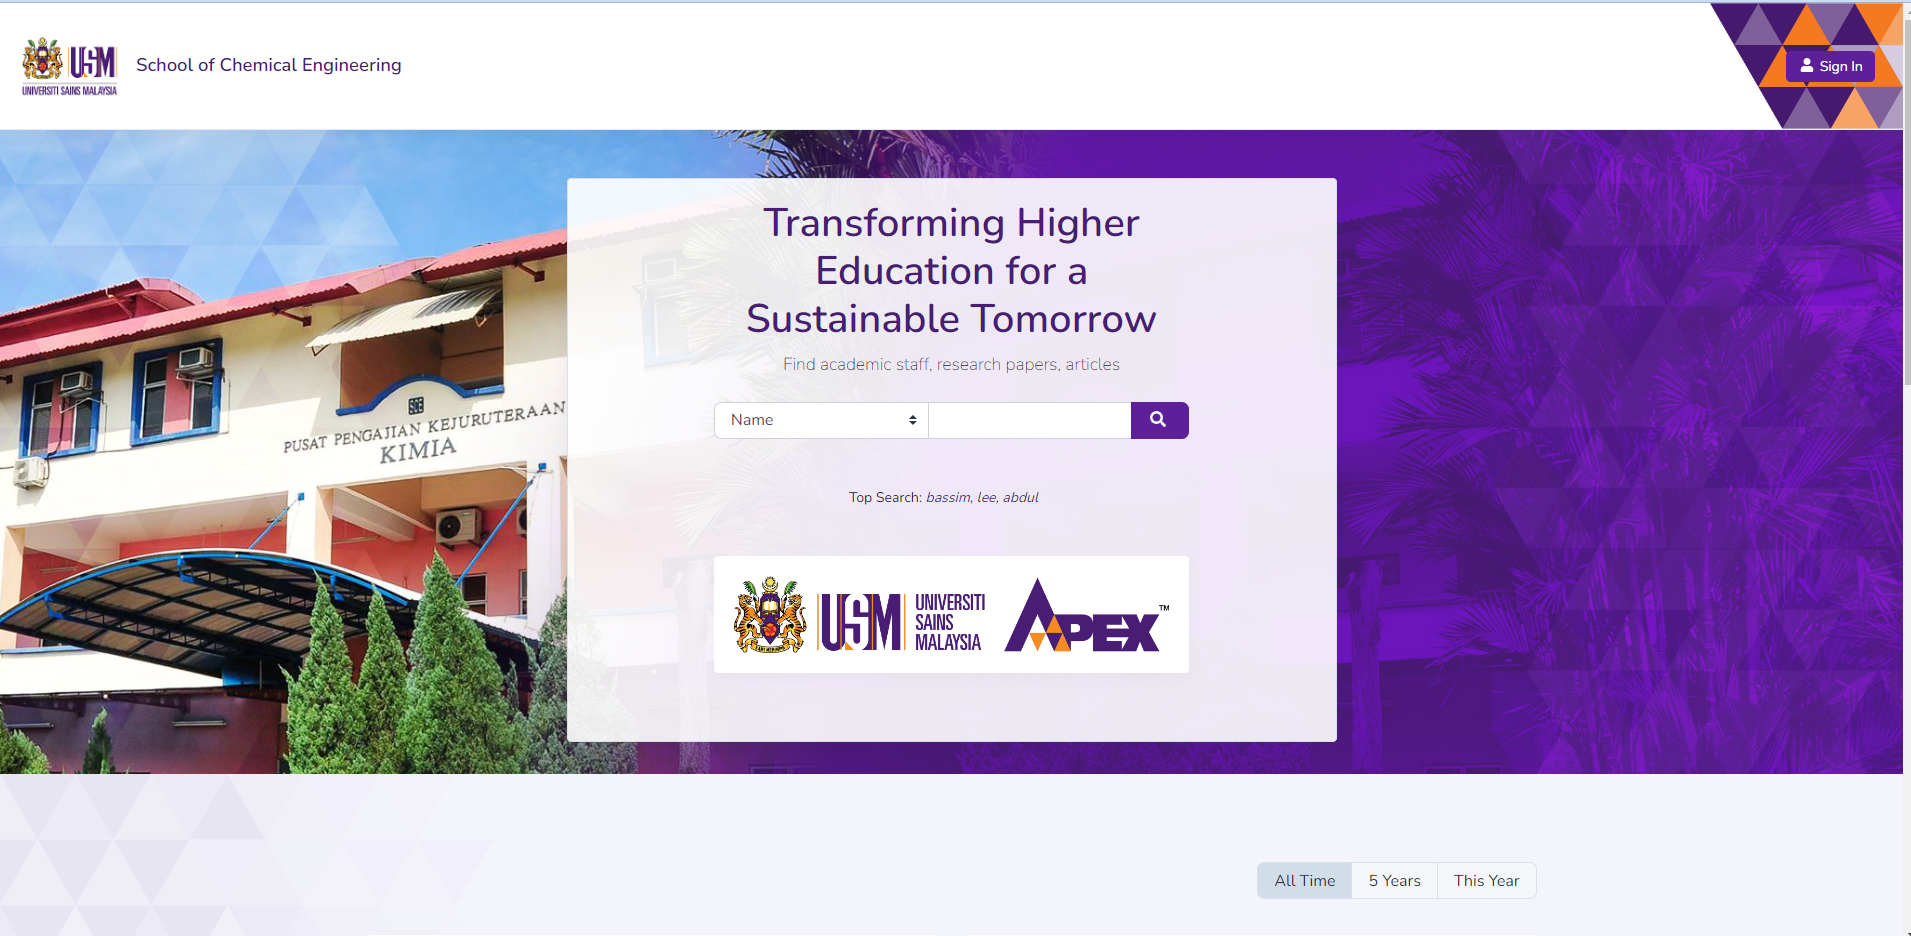 USM
UNIVERSITI SAINS MALAYSIA
School of Chemical Engineering
Sign In
Transforming Higher
Education for a
Sustainable Tomorrow
Find academic staff, research papers, articles
Name
SCE
PUSAT PENGAJIAN KEJURUTERAAN
KIMIA
Top Search: bassim, lee, abdul
USM
UNIVERSITI
SAINS
MALAYSIA
APEX™
All Time
5 Years
This Year